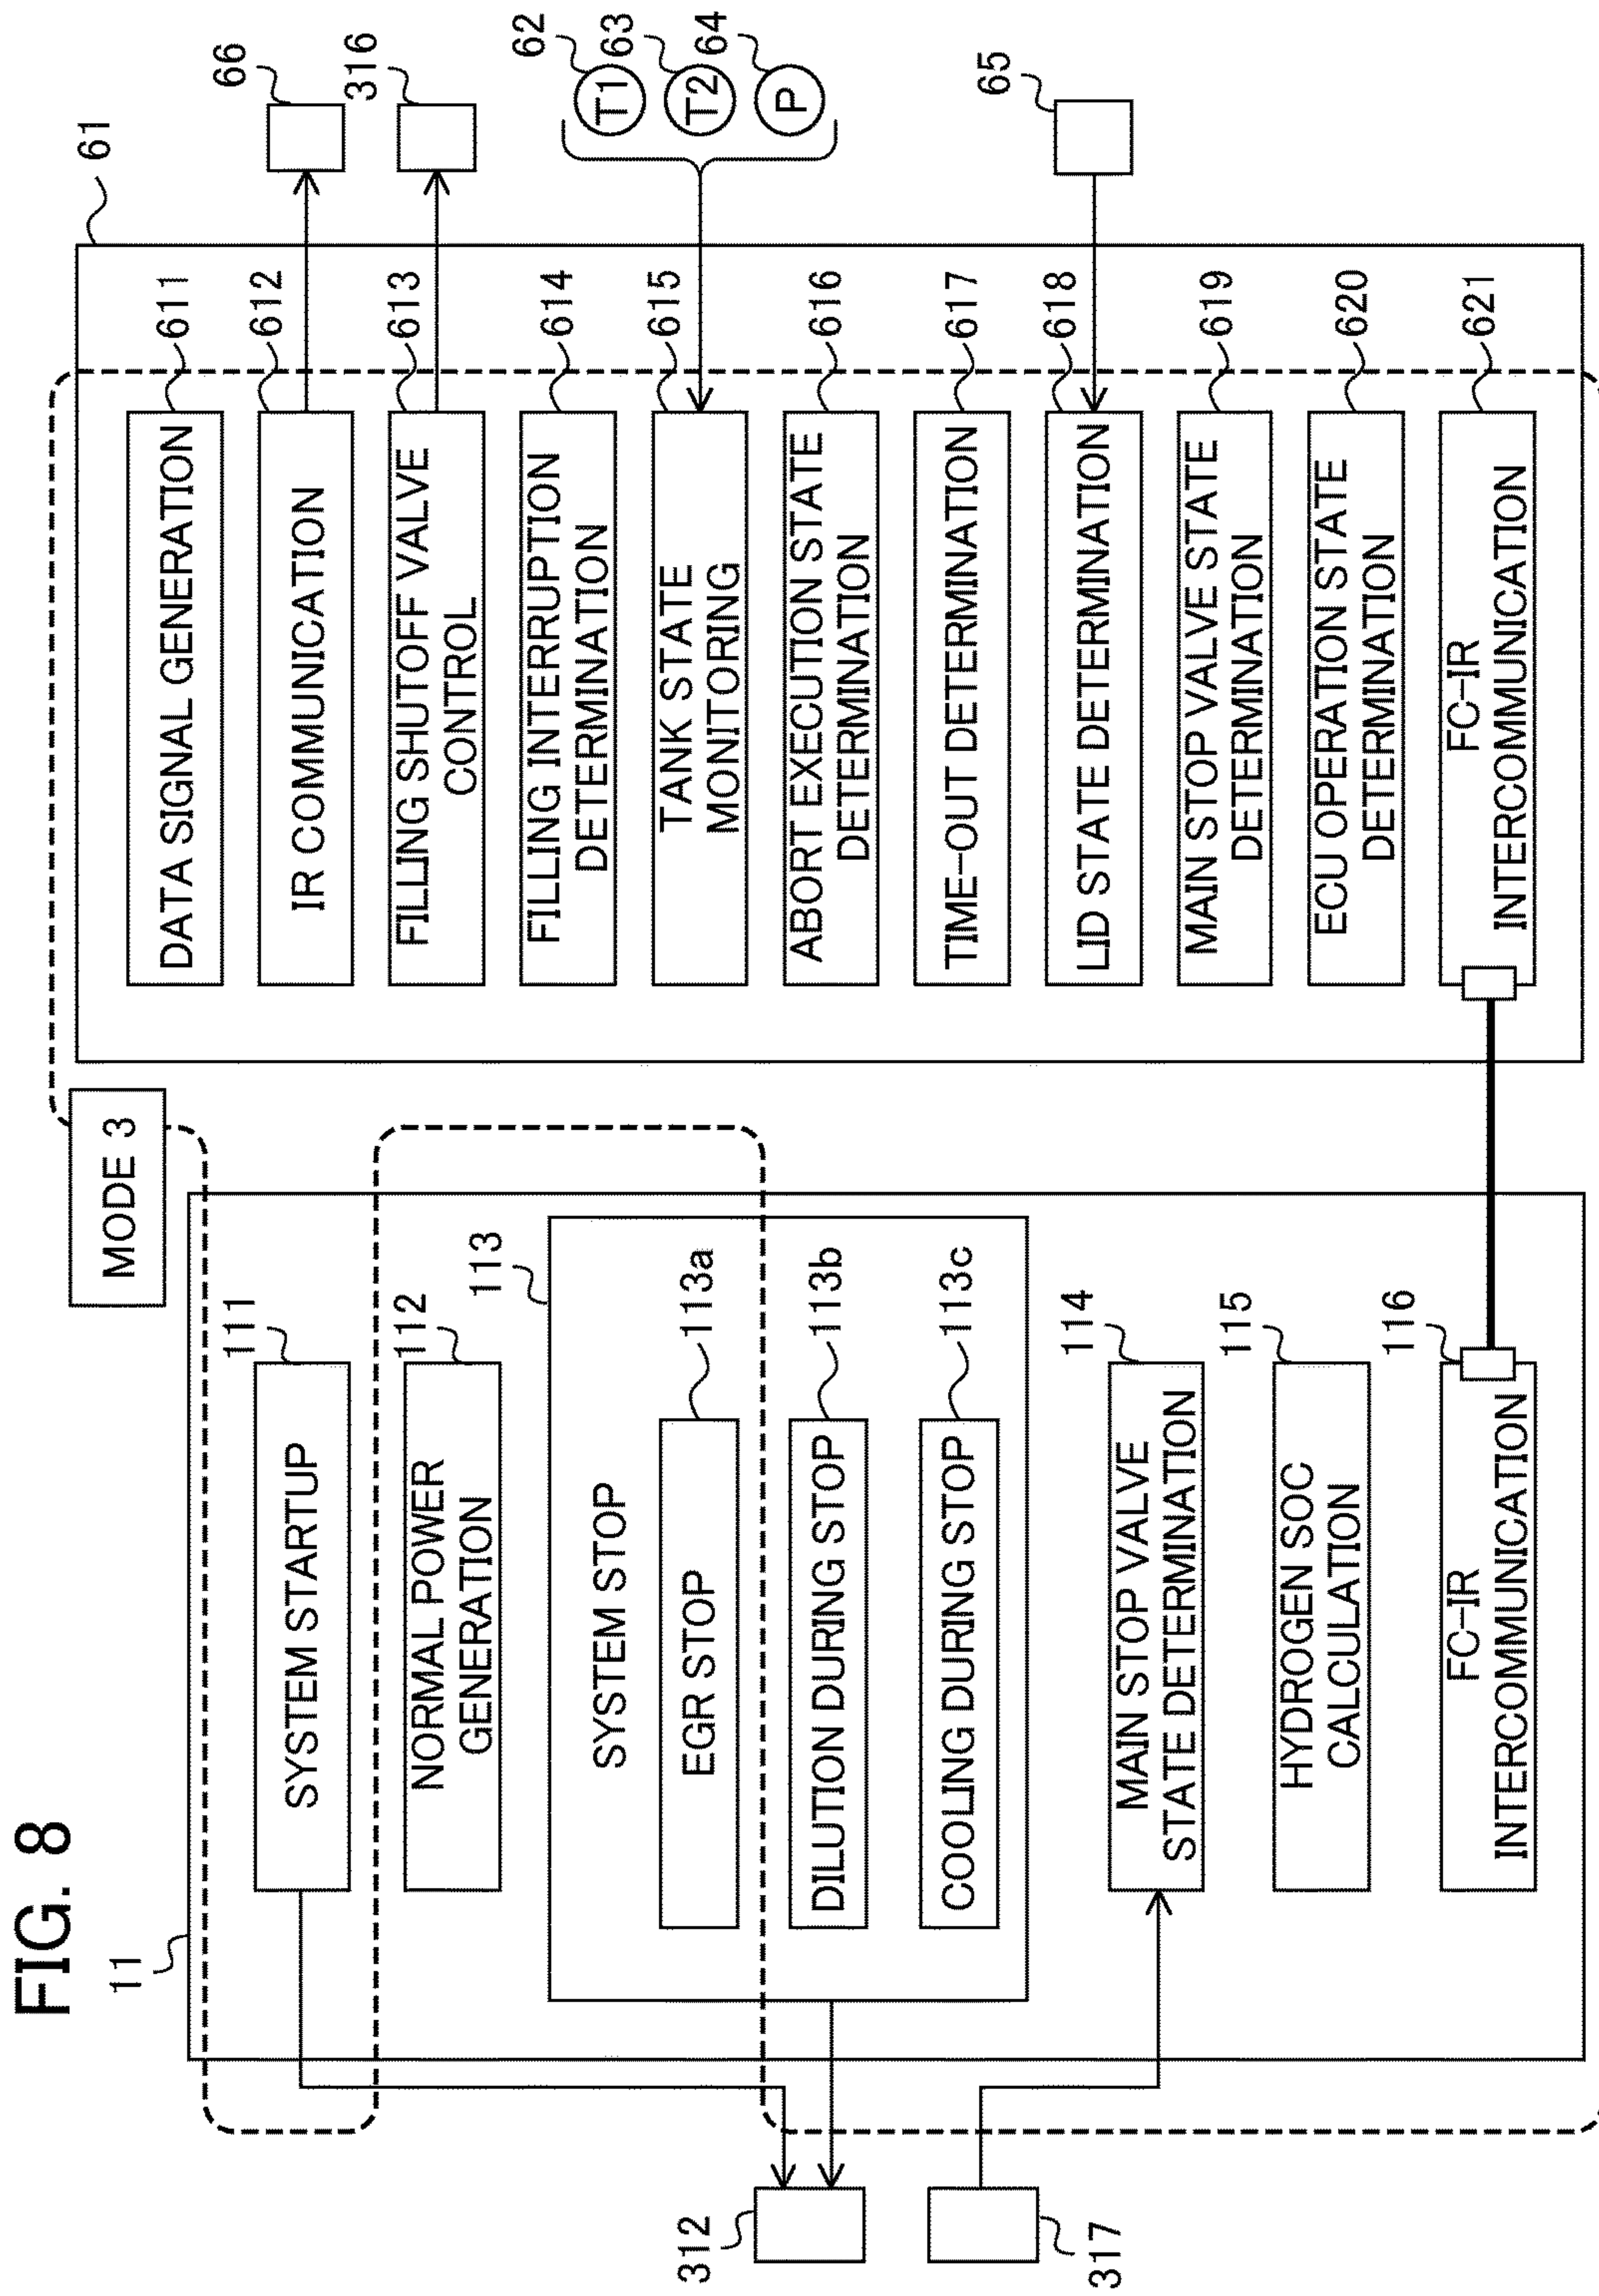 FIG. 8
11
MODE 3
111
SYSTEM STARTUP
112
NORMAL POWER
GENERATION
113
SYSTEM STOP
113a
EGR STOP
113b
DILUTION DURING STOP
113c
COOLING DURING STOP
114
MAIN STOP VALVE
STATE DETERMINATION
115
HYDROGEN SOC
CALCULATION
116
FC-IR
INTERCOMMUNICATION
312
317
61
611
DATA SIGNAL GENERATION
612
IR COMMUNICATION
613
FILLING SHUTOFF VALVE
CONTROL
614
FILLING INTERRUPTION
DETERMINATION
615
TANK STATE
MONITORING
616
ABORT EXECUTION STATE
DETERMINATION
617
TIME-OUT DETERMINATION
618
LID STATE DETERMINATION
619
MAIN STOP VALVE STATE
DETERMINATION
620
ECU OPERATION STATE
DETERMINATION
621
FC-IR
INTERCOMMUNICATION
66
316
62
T1
63
T2
64
P
65